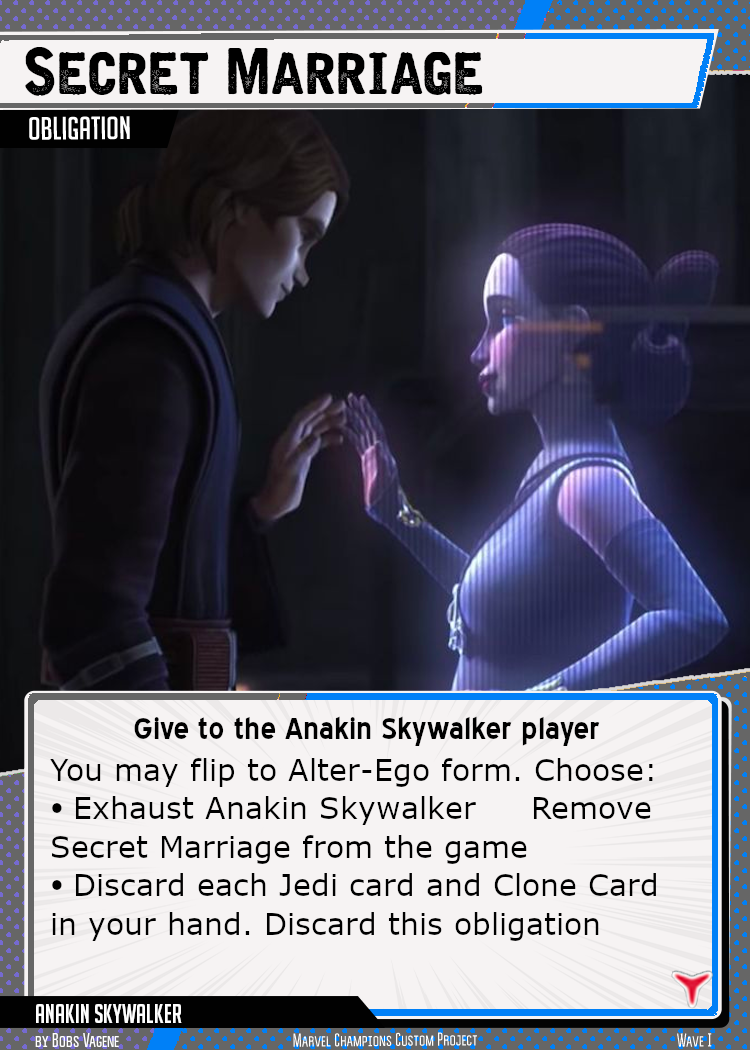 SECRET MARRIAGE
OBLIGATION
Give to the Anakin Skywalker player
You may flip to Alter-Ego form. Choose:
• Exhaust Anakin Skywalker Remove
Secret Marriage from the game
• Discard each Jedi card and Clone Card
in your hand. Discard this obligation
ANAKIN SKYWALKER
BY BOBS VAGENE MARVEL CHAMPIONS CUSTOM PROJECT WAVE I